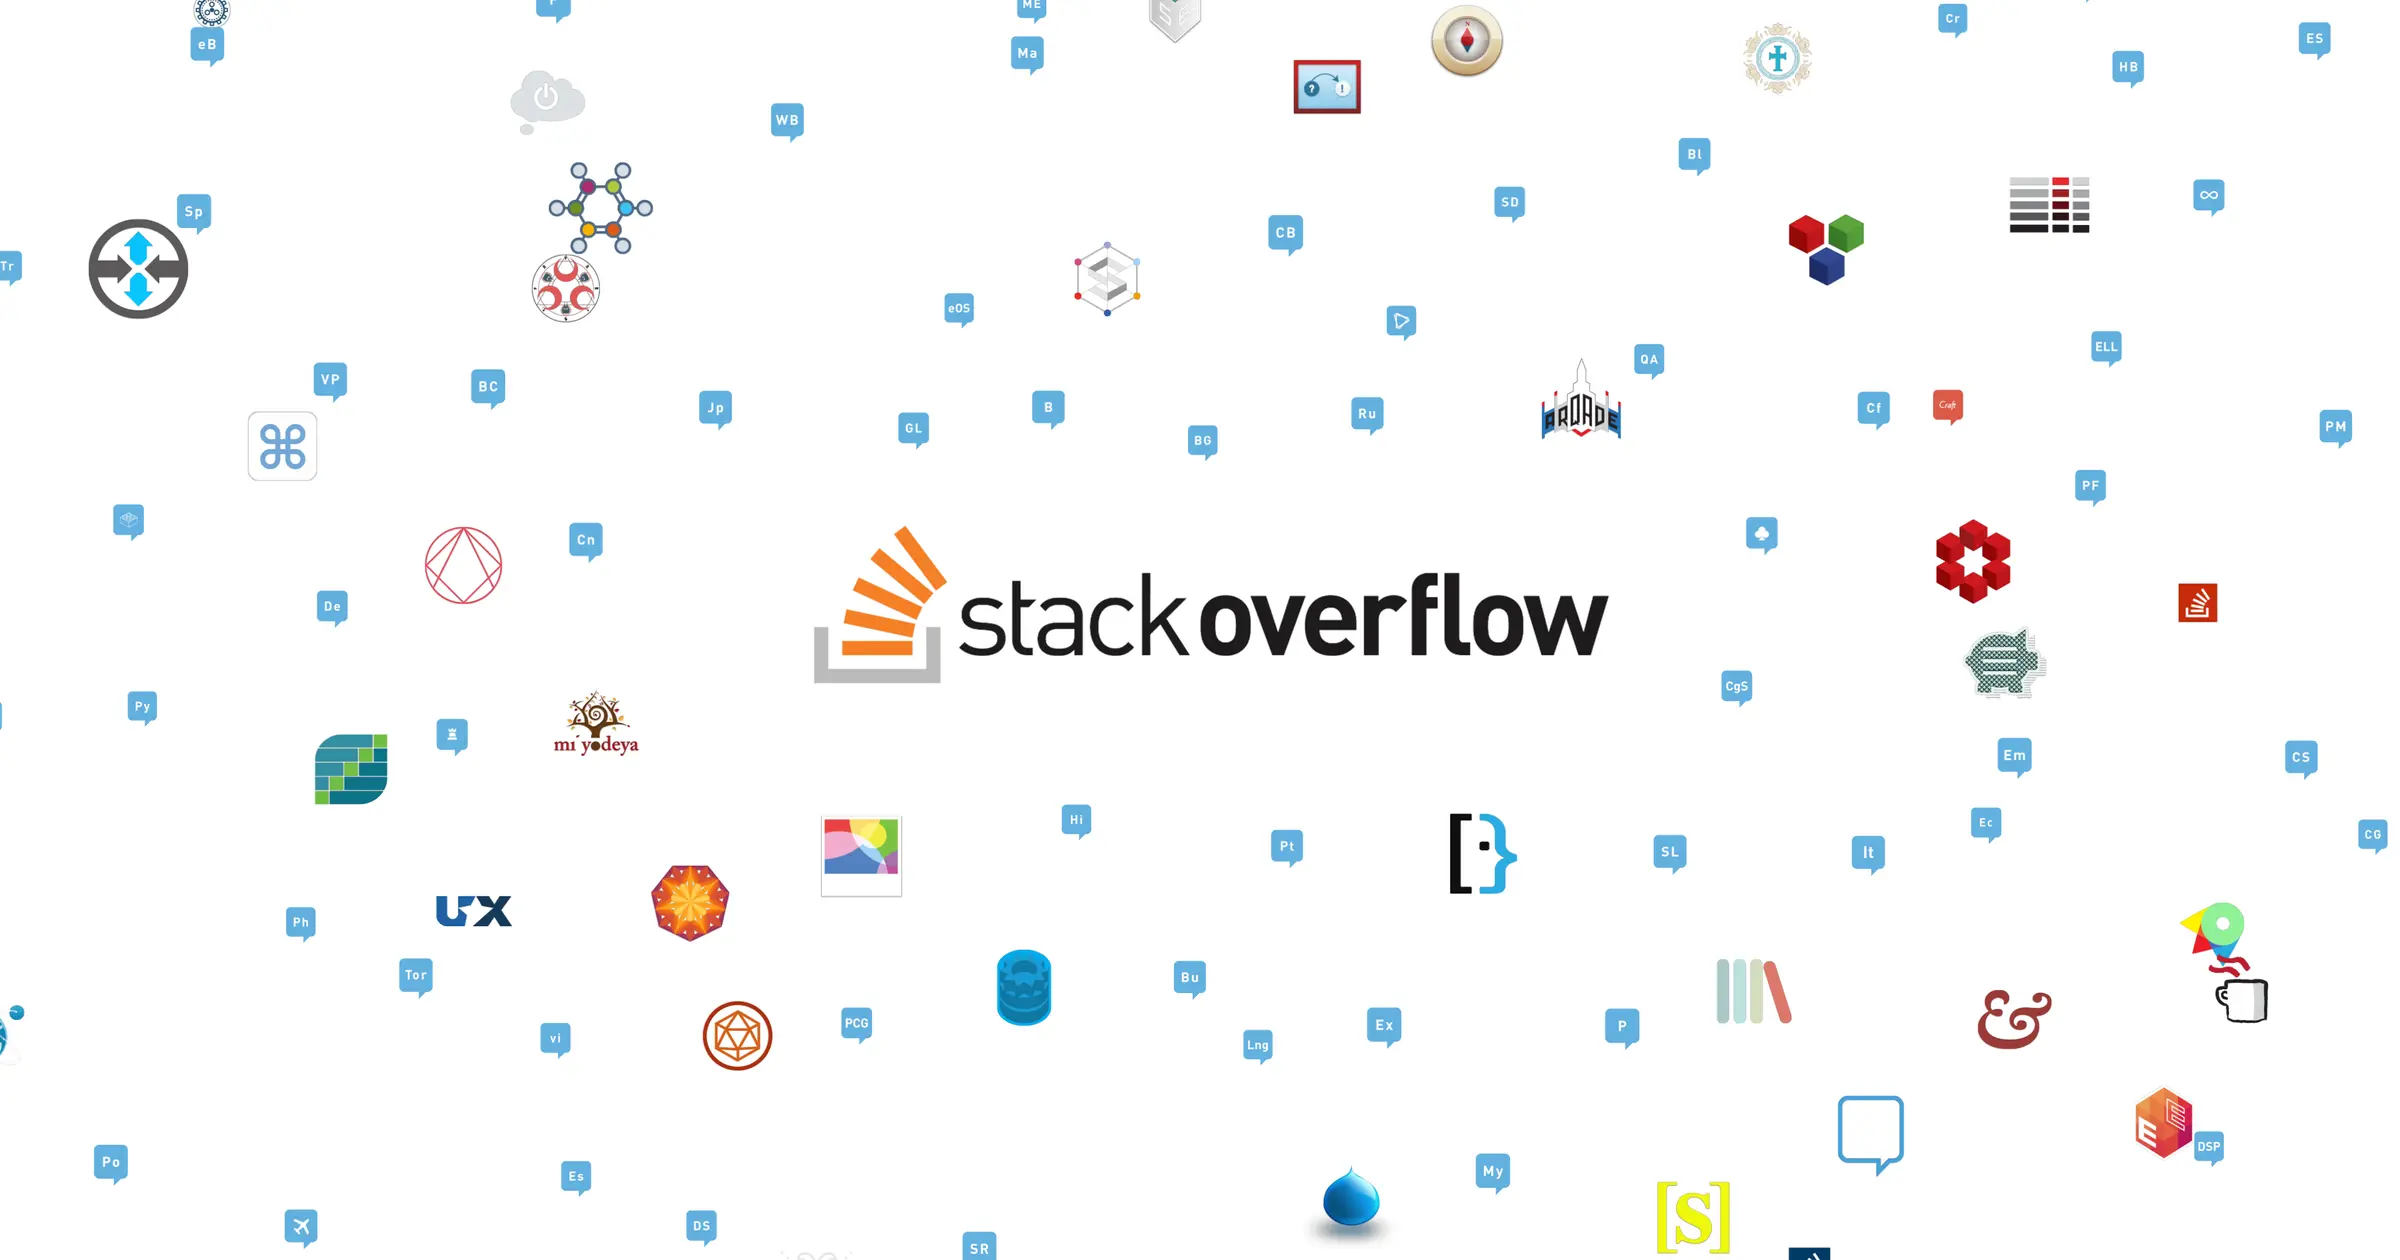 eB
ME
Ma
Cr
ES
HB
WB
Bl
Sp
SD
CB
Tr
eOS
QA
ELL
VP
BC
Jp
GL
B
BG
Ru
ARQADE
Cf
Craft
PM
PF
Cn
De
stackoverflow
CgS
Py
mi yodeya
Em
CS
Hi
Pt
SL
It
Ec
CG
Ph
UX
Tor
Bu
PCG
vi
Lng
Ex
P
&
Po
Es
My
[S]
E E
DSP
DS
SR